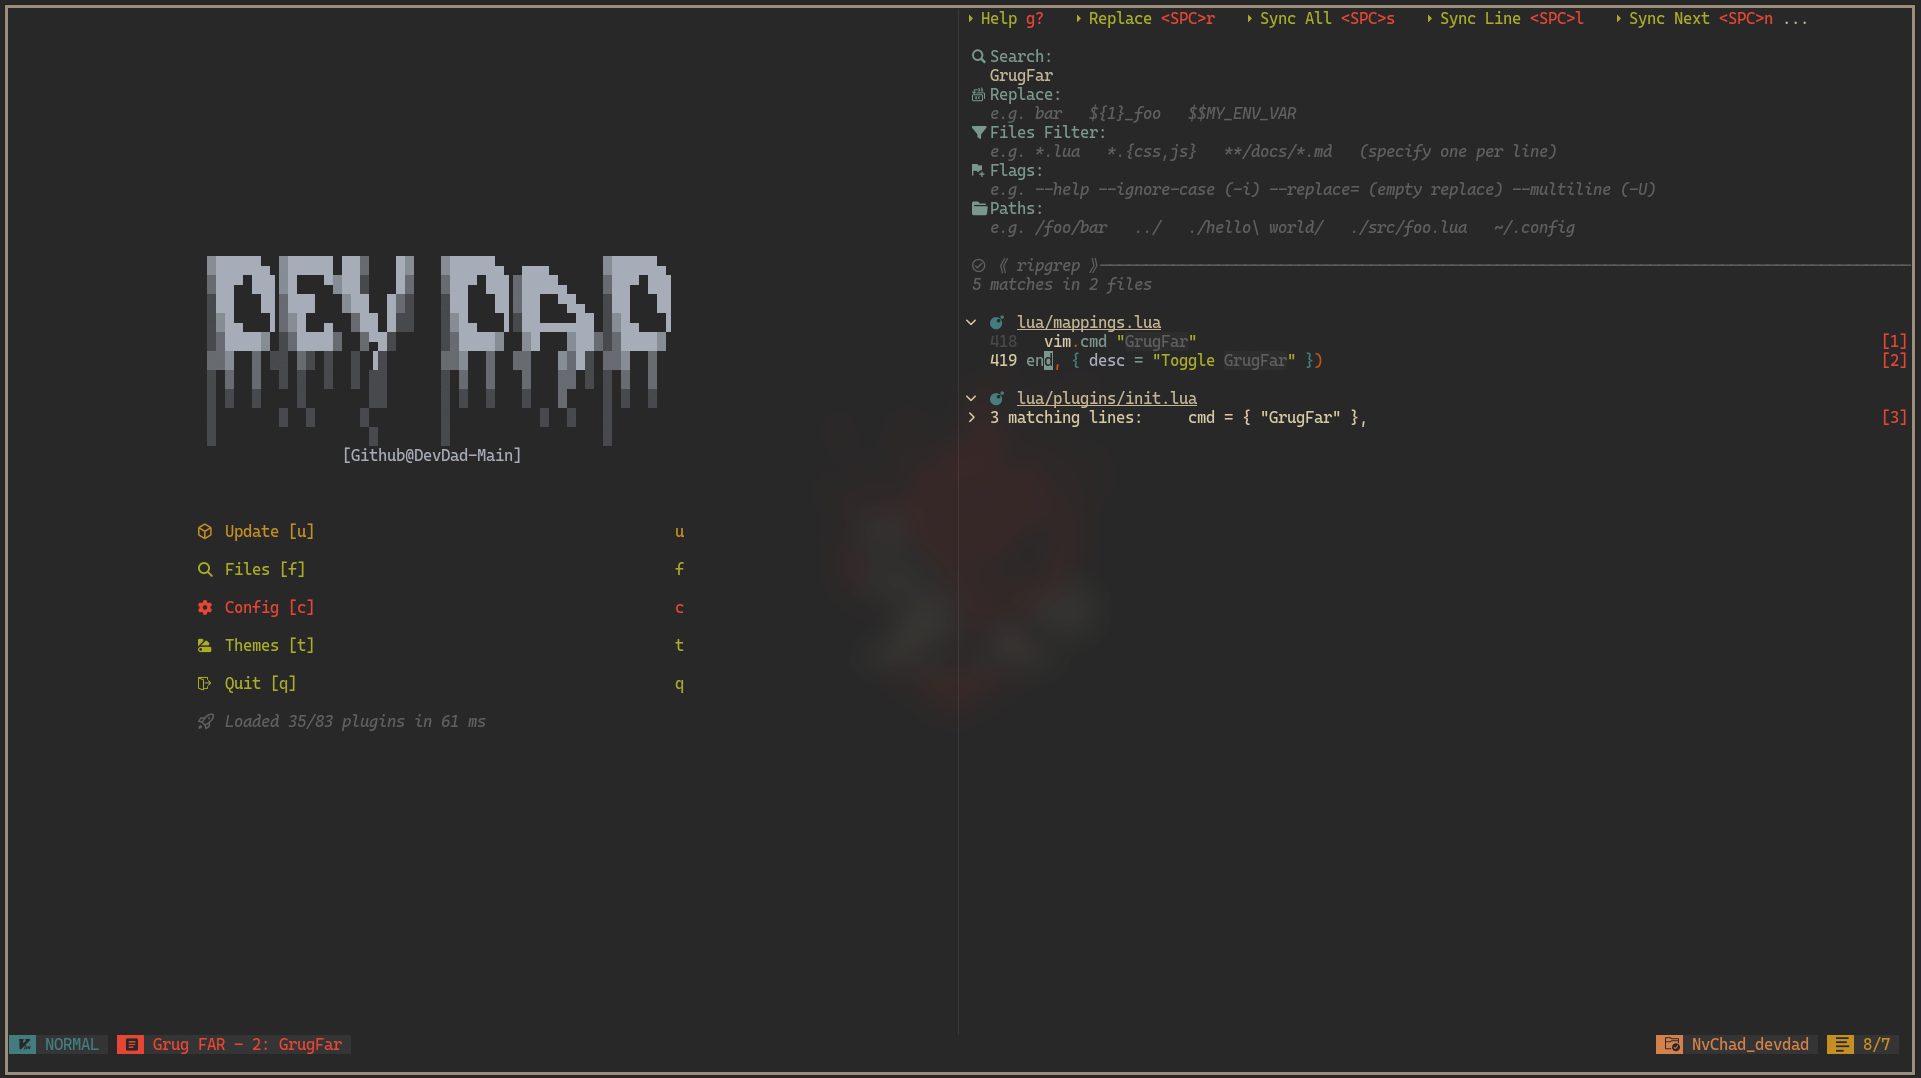 DEV DAD
[Github@DevDad-Main]
Update [u] u
Files [f] f
Config [c] c
Themes [t] t
Quit [q] q
Loaded 35/83 plugins in 61 ms
Help g? Replace <SPC>r Sync All <SPC>s Sync Line <SPC>l Sync Next <SPC>n ...
Search:
GrugFar
Replace:
e.g. bar ${1}_foo $$MY_ENV_VAR
Files Filter:
e.g. *.lua *.{css,js} **/docs/*.md (specify one per line)
Flags:
e.g. --help --ignore-case (-i) --replace= (empty replace) --multiline (-U)
Paths:
e.g. /foo/bar ../ ./hello\ world/ ./src/foo.lua ~/.config
《 ripgrep 》
5 matches in 2 files
lua/mappings.lua
418 vim.cmd "GrugFar" [1]
419 end, { desc = "Toggle GrugFar" }) [2]
lua/plugins/init.lua
3 matching lines: cmd = { "GrugFar" }, [3]
NORMAL Grug FAR - 2: GrugFar NvChad_devdad 8/7